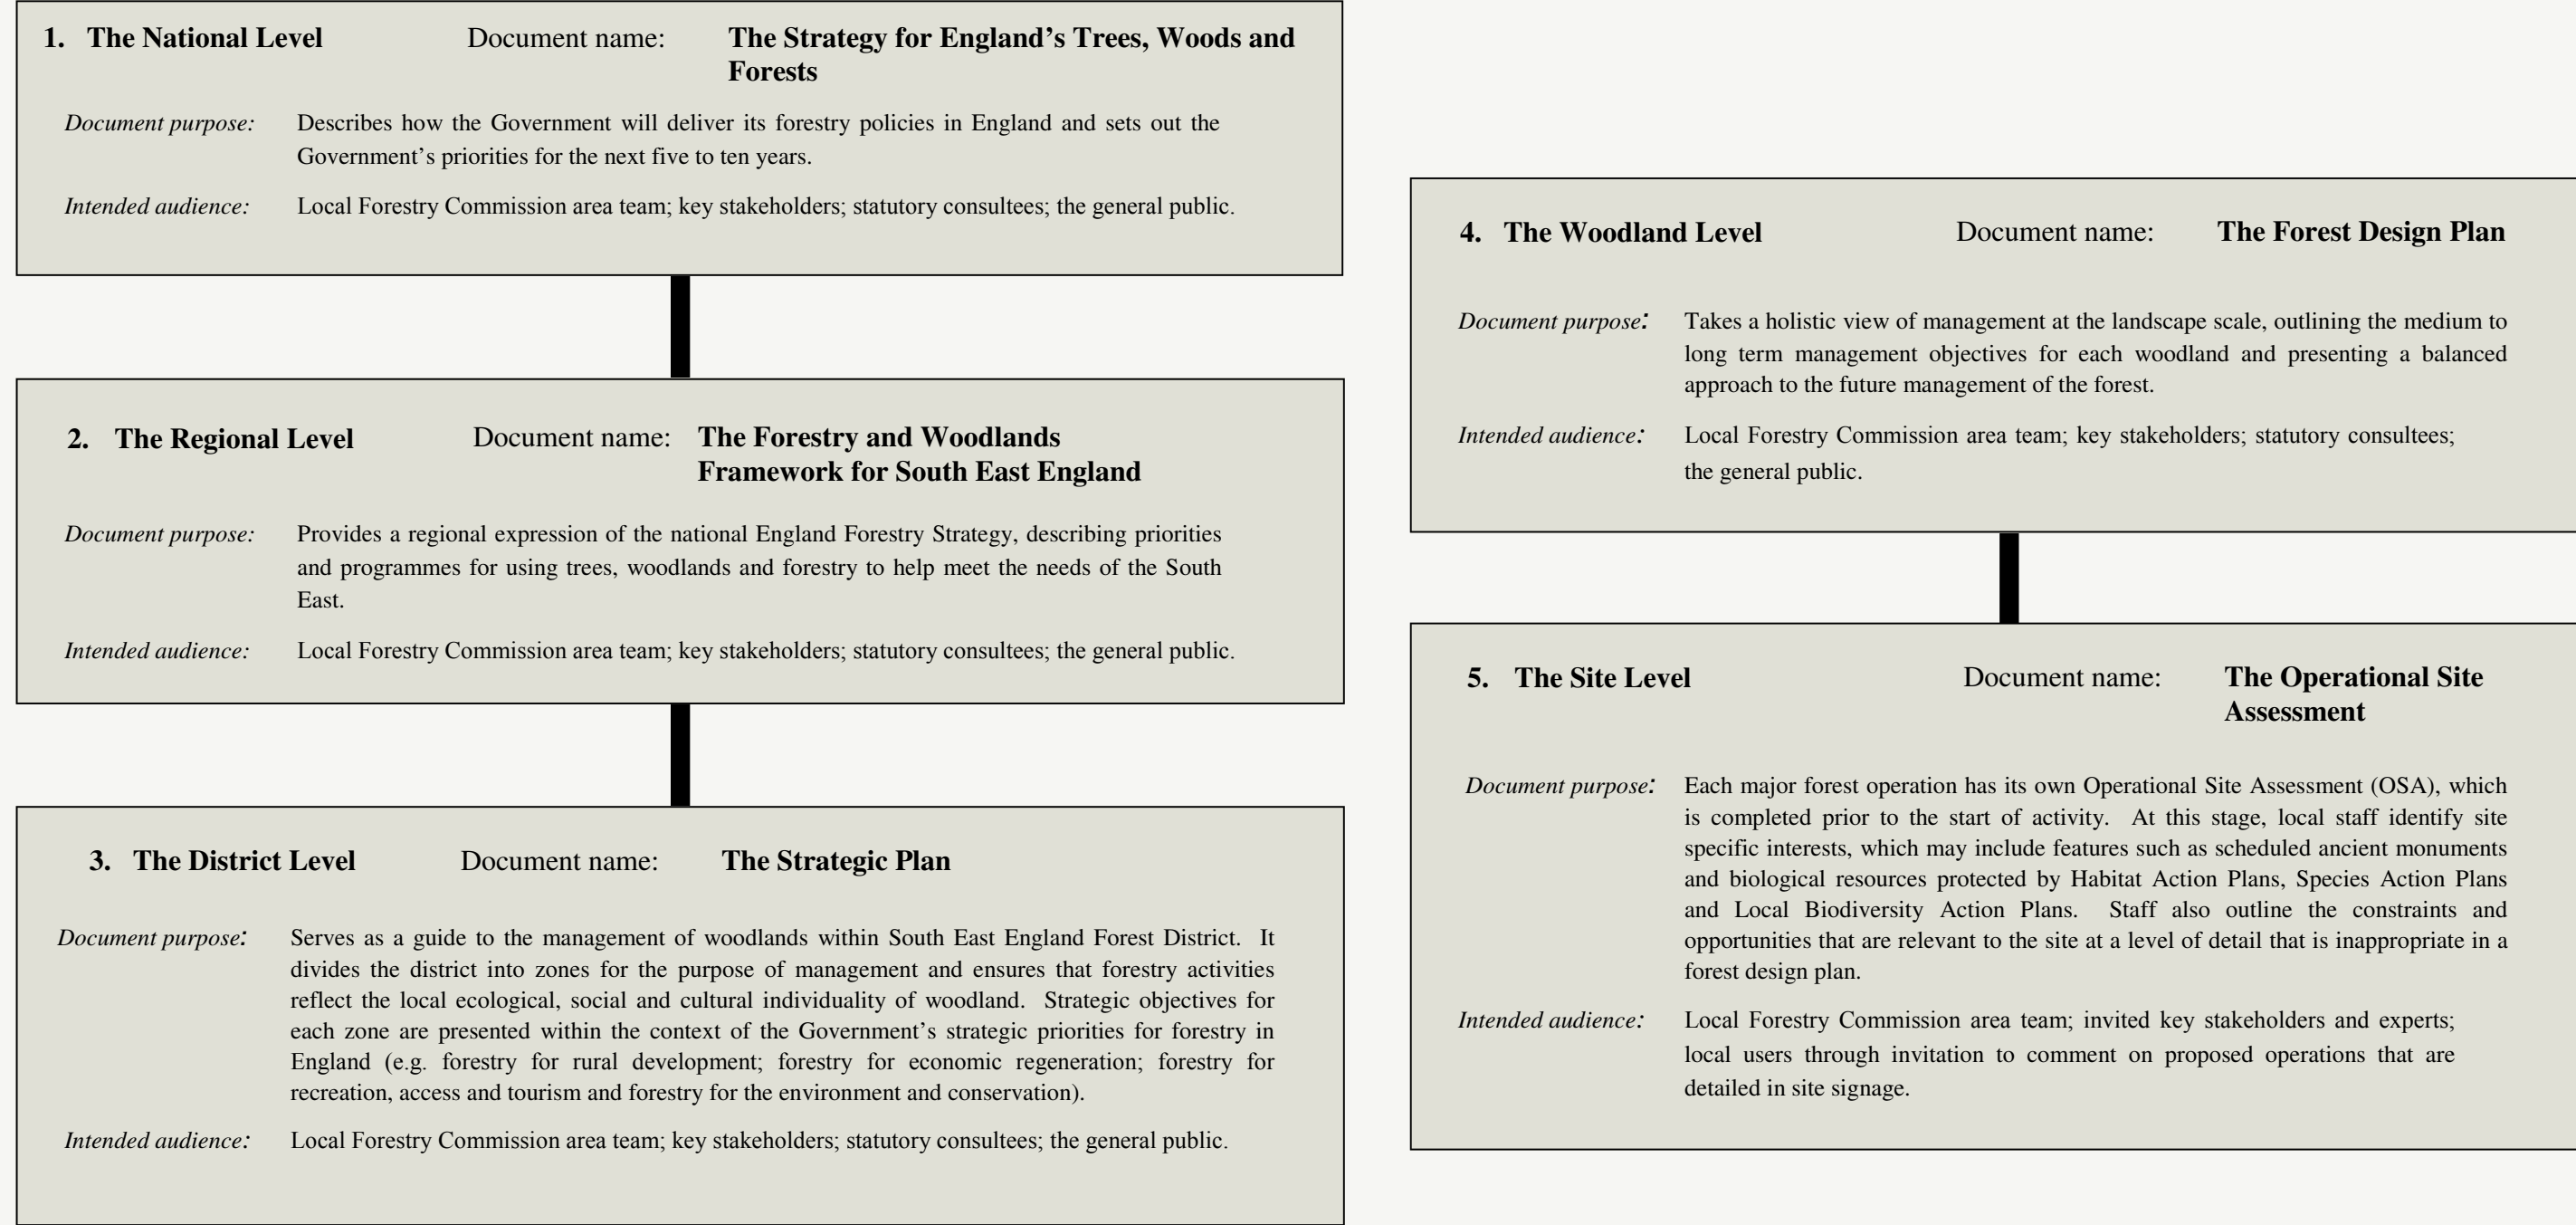 1. The National Level Document name: The Strategy for England’s Trees, Woods and
Forests
Document purpose: Describes how the Government will deliver its forestry policies in England and sets out the
Government’s priorities for the next five to ten years.
Intended audience: Local Forestry Commission area team; key stakeholders; statutory consultees; the general public.
2. The Regional Level Document name: The Forestry and Woodlands
Framework for South East England
Document purpose: Provides a regional expression of the national England Forestry Strategy, describing priorities
and programmes for using trees, woodlands and forestry to help meet the needs of the South
East.
Intended audience: Local Forestry Commission area team; key stakeholders; statutory consultees; the general public.
3. The District Level Document name: The Strategic Plan
Document purpose: Serves as a guide to the management of woodlands within South East England Forest District. It
divides the district into zones for the purpose of management and ensures that forestry activities
reflect the local ecological, social and cultural individuality of woodland. Strategic objectives for
each zone are presented within the context of the Government’s strategic priorities for forestry in
England (e.g. forestry for rural development; forestry for economic regeneration; forestry for
recreation, access and tourism and forestry for the environment and conservation).
Intended audience: Local Forestry Commission area team; key stakeholders; statutory consultees; the general public.
4. The Woodland Level Document name: The Forest Design Plan
Document purpose: Takes a holistic view of management at the landscape scale, outlining the medium to
long term management objectives for each woodland and presenting a balanced
approach to the future management of the forest.
Intended audience: Local Forestry Commission area team; key stakeholders; statutory consultees;
the general public.
5. The Site Level Document name: The Operational Site
Assessment
Document purpose: Each major forest operation has its own Operational Site Assessment (OSA), which
is completed prior to the start of activity. At this stage, local staff identify site
specific interests, which may include features such as scheduled ancient monuments
and biological resources protected by Habitat Action Plans, Species Action Plans
and Local Biodiversity Action Plans. Staff also outline the constraints and
opportunities that are relevant to the site at a level of detail that is inappropriate in a
forest design plan.
Intended audience: Local Forestry Commission area team; invited key stakeholders and experts;
local users through invitation to comment on proposed operations that are
detailed in site signage.